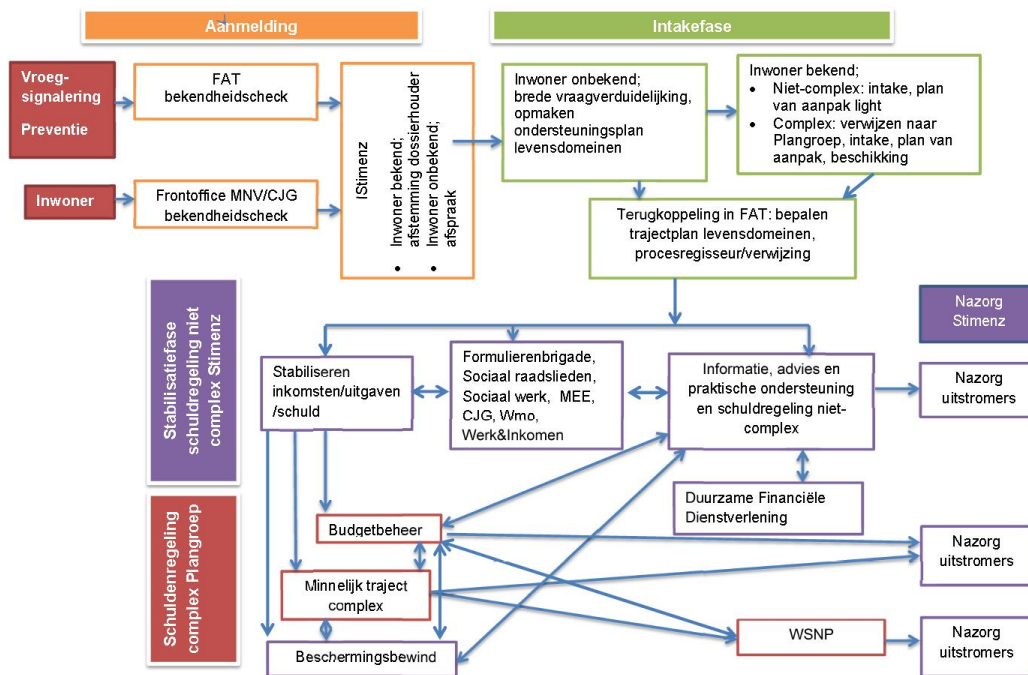 Aanmelding
Intakefase
Vroeg-
signalering
Preventie
FAT
bekendheidscheck
Inwoner
Frontoffice MNV/CJG
bekendheidscheck
IStimenz
• Inwoner bekend;
afstemming dossierhouder
• Inwoner onbekend;
afspraak
Inwoner onbekend;
brede vraagverduidelijking,
opmaken
ondersteuningsplan
levensdomeinen
Inwoner bekend;
• Niet-complex: intake, plan
van aanpak light
• Complex: verwijzen naar
Plangroep, intake, plan van
aanpak, beschikking
Terugkoppeling in FAT: bepalen
trajectplan levensdomeinen,
procesregisseur/verwijzing
Stabilisatiefase
schuldregeling niet
complex Stimenz
Nazorg
Stimenz
Stabiliseren
inkomsten/uitgaven
/schuld
Formulierenbrigade,
Sociaal raadslieden,
Sociaal werk, MEE,
CJG, Wmo,
Werk&Inkomen
Informatie, advies en
praktische ondersteuning
en schuldregeling niet-
complex
Nazorg
uitstromers
Duurzame Financiële
Dienstverlening
Schuldenregeling
complex Plangroep
Budgetbeheer
Nazorg
uitstromers
Minnelijk traject
complex
WSNP
Nazorg
uitstromers
Beschermingsbewind